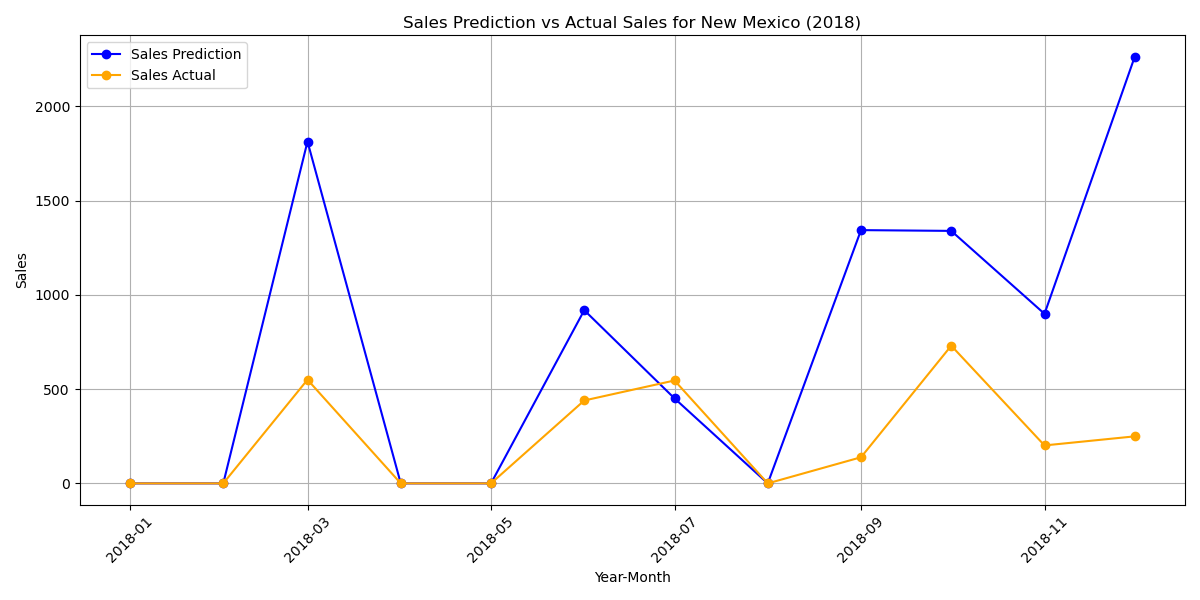 Sales Prediction vs Actual Sales for New Mexico (2018)
Sales Prediction
Sales Actual
Sales
2000
1500
1000
500
0
2018-01
2018-03
2018-05
2018-07
2018-09
2018-11
Year-Month